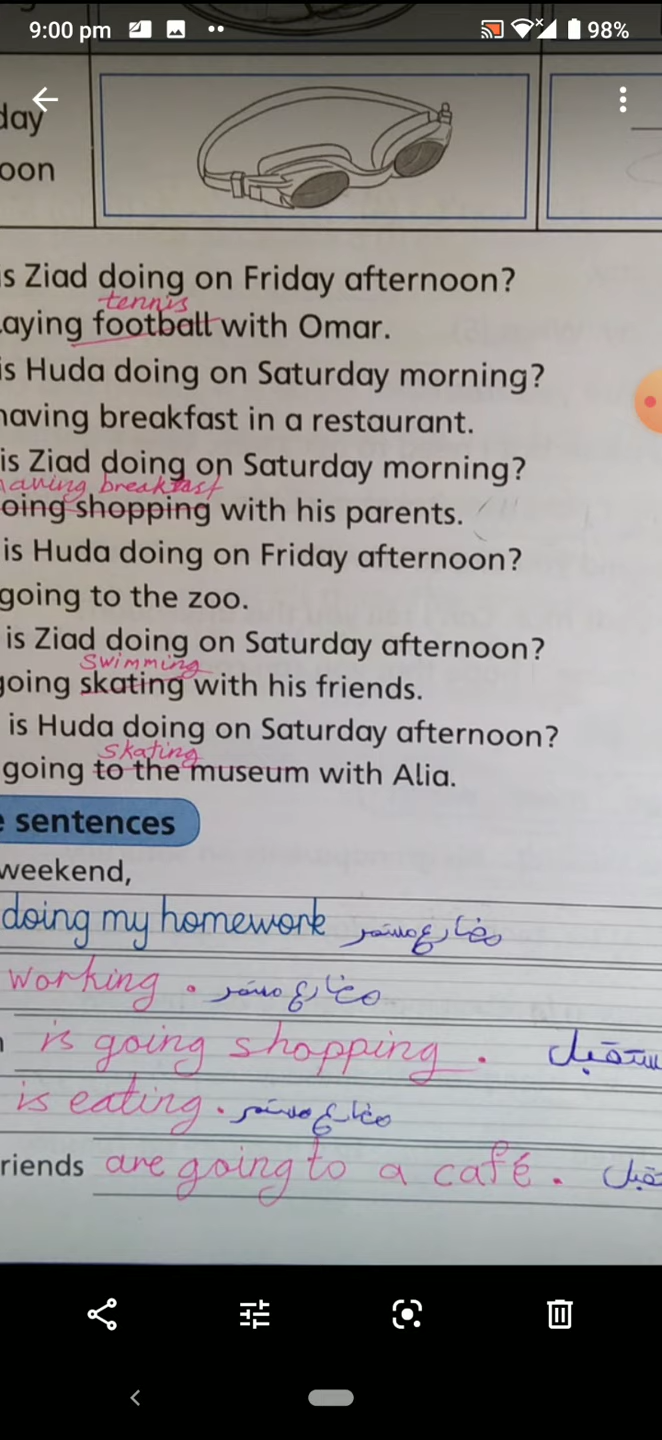 9:00 pm
98%
day
oon
is Ziad doing on Friday afternoon?
tennis
aying football with Omar.
is Huda doing on Saturday morning?
having breakfast in a restaurant.
is Ziad doing on Saturday morning?
having breakfast
oing shopping with his parents.
is Huda doing on Friday afternoon?
going to the zoo.
is Ziad doing on Saturday afternoon?
swimming
going skating with his friends.
is Huda doing on Saturday afternoon?
skating
going to the museum with Alia.
e sentences
weekend,
doing my homework مضارع مستمر
working . مضارع مستمر
is going shopping . ستقبل
is eating . مضارع مستمر
riends are going to a café . قبل